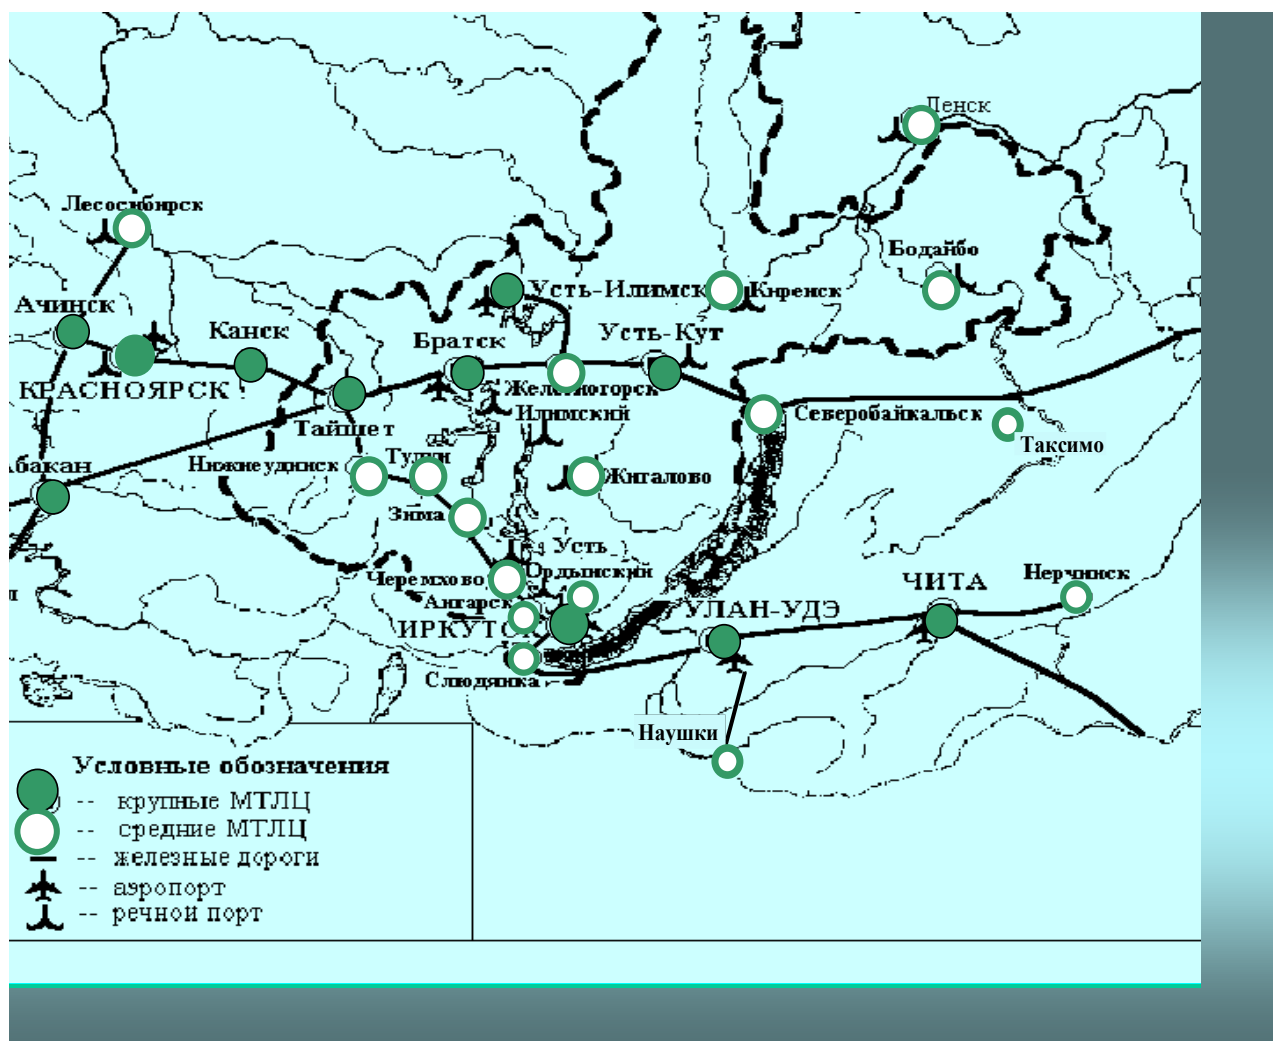 Ленск
Лесосибирск
Бодайбо
Ачинск
Усть-Илимск
Киренск
Канск
Братск
Усть-Кут
КРАСНОЯРСК
Железногорск
Илимский
Северобайкальск
Тайшет
Таксимо
Абакан
Нижнеудинск
Тулун
Жигалово
Зима
Усть
Ордынский
Черемхово
ЧИТА
Нерчинск
Ангарск
УЛАН-УДЭ
ИРКУТСК
Слюдянка
Наушки
Условные обозначения
-- крупные МТЛЦ
-- средние МТЛЦ
-- железные дороги
-- аэропорт
-- речной порт